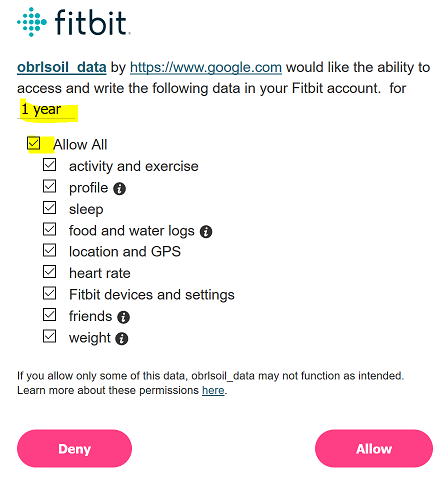 fitbit.
obrlsoil_data by https://www.google.com would like the ability to
access and write the following data in your Fitbit account.  for
1 year
Allow All
activity and exercise
profile
sleep
food and water logs
location and GPS
heart rate
Fitbit devices and settings
friends
weight
If you allow only some of this data, obrlsoil_data may not function as intended.
Learn more about these permissions here.
Deny
Allow